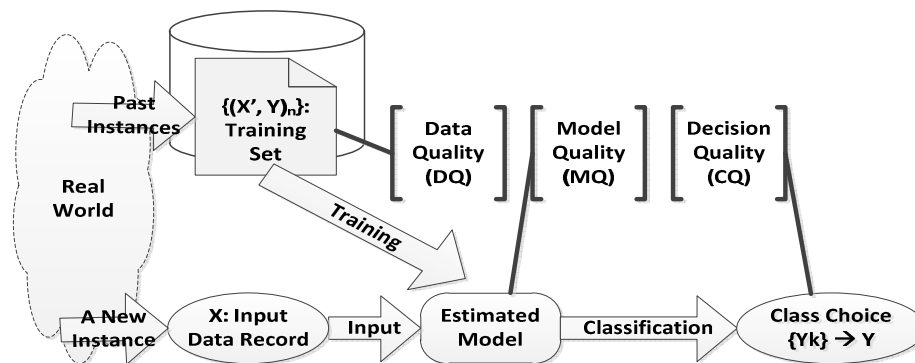 Past
Instances
{(X’, Y)n}:
Training
Set
Data
Quality
(DQ)
Model
Quality
(MQ)
Decision
Quality
(CQ)
Real
World
Training
A New
Instance
X: Input
Data Record
Input
Estimated
Model
Classification
Class Choice
{Yk} → Y